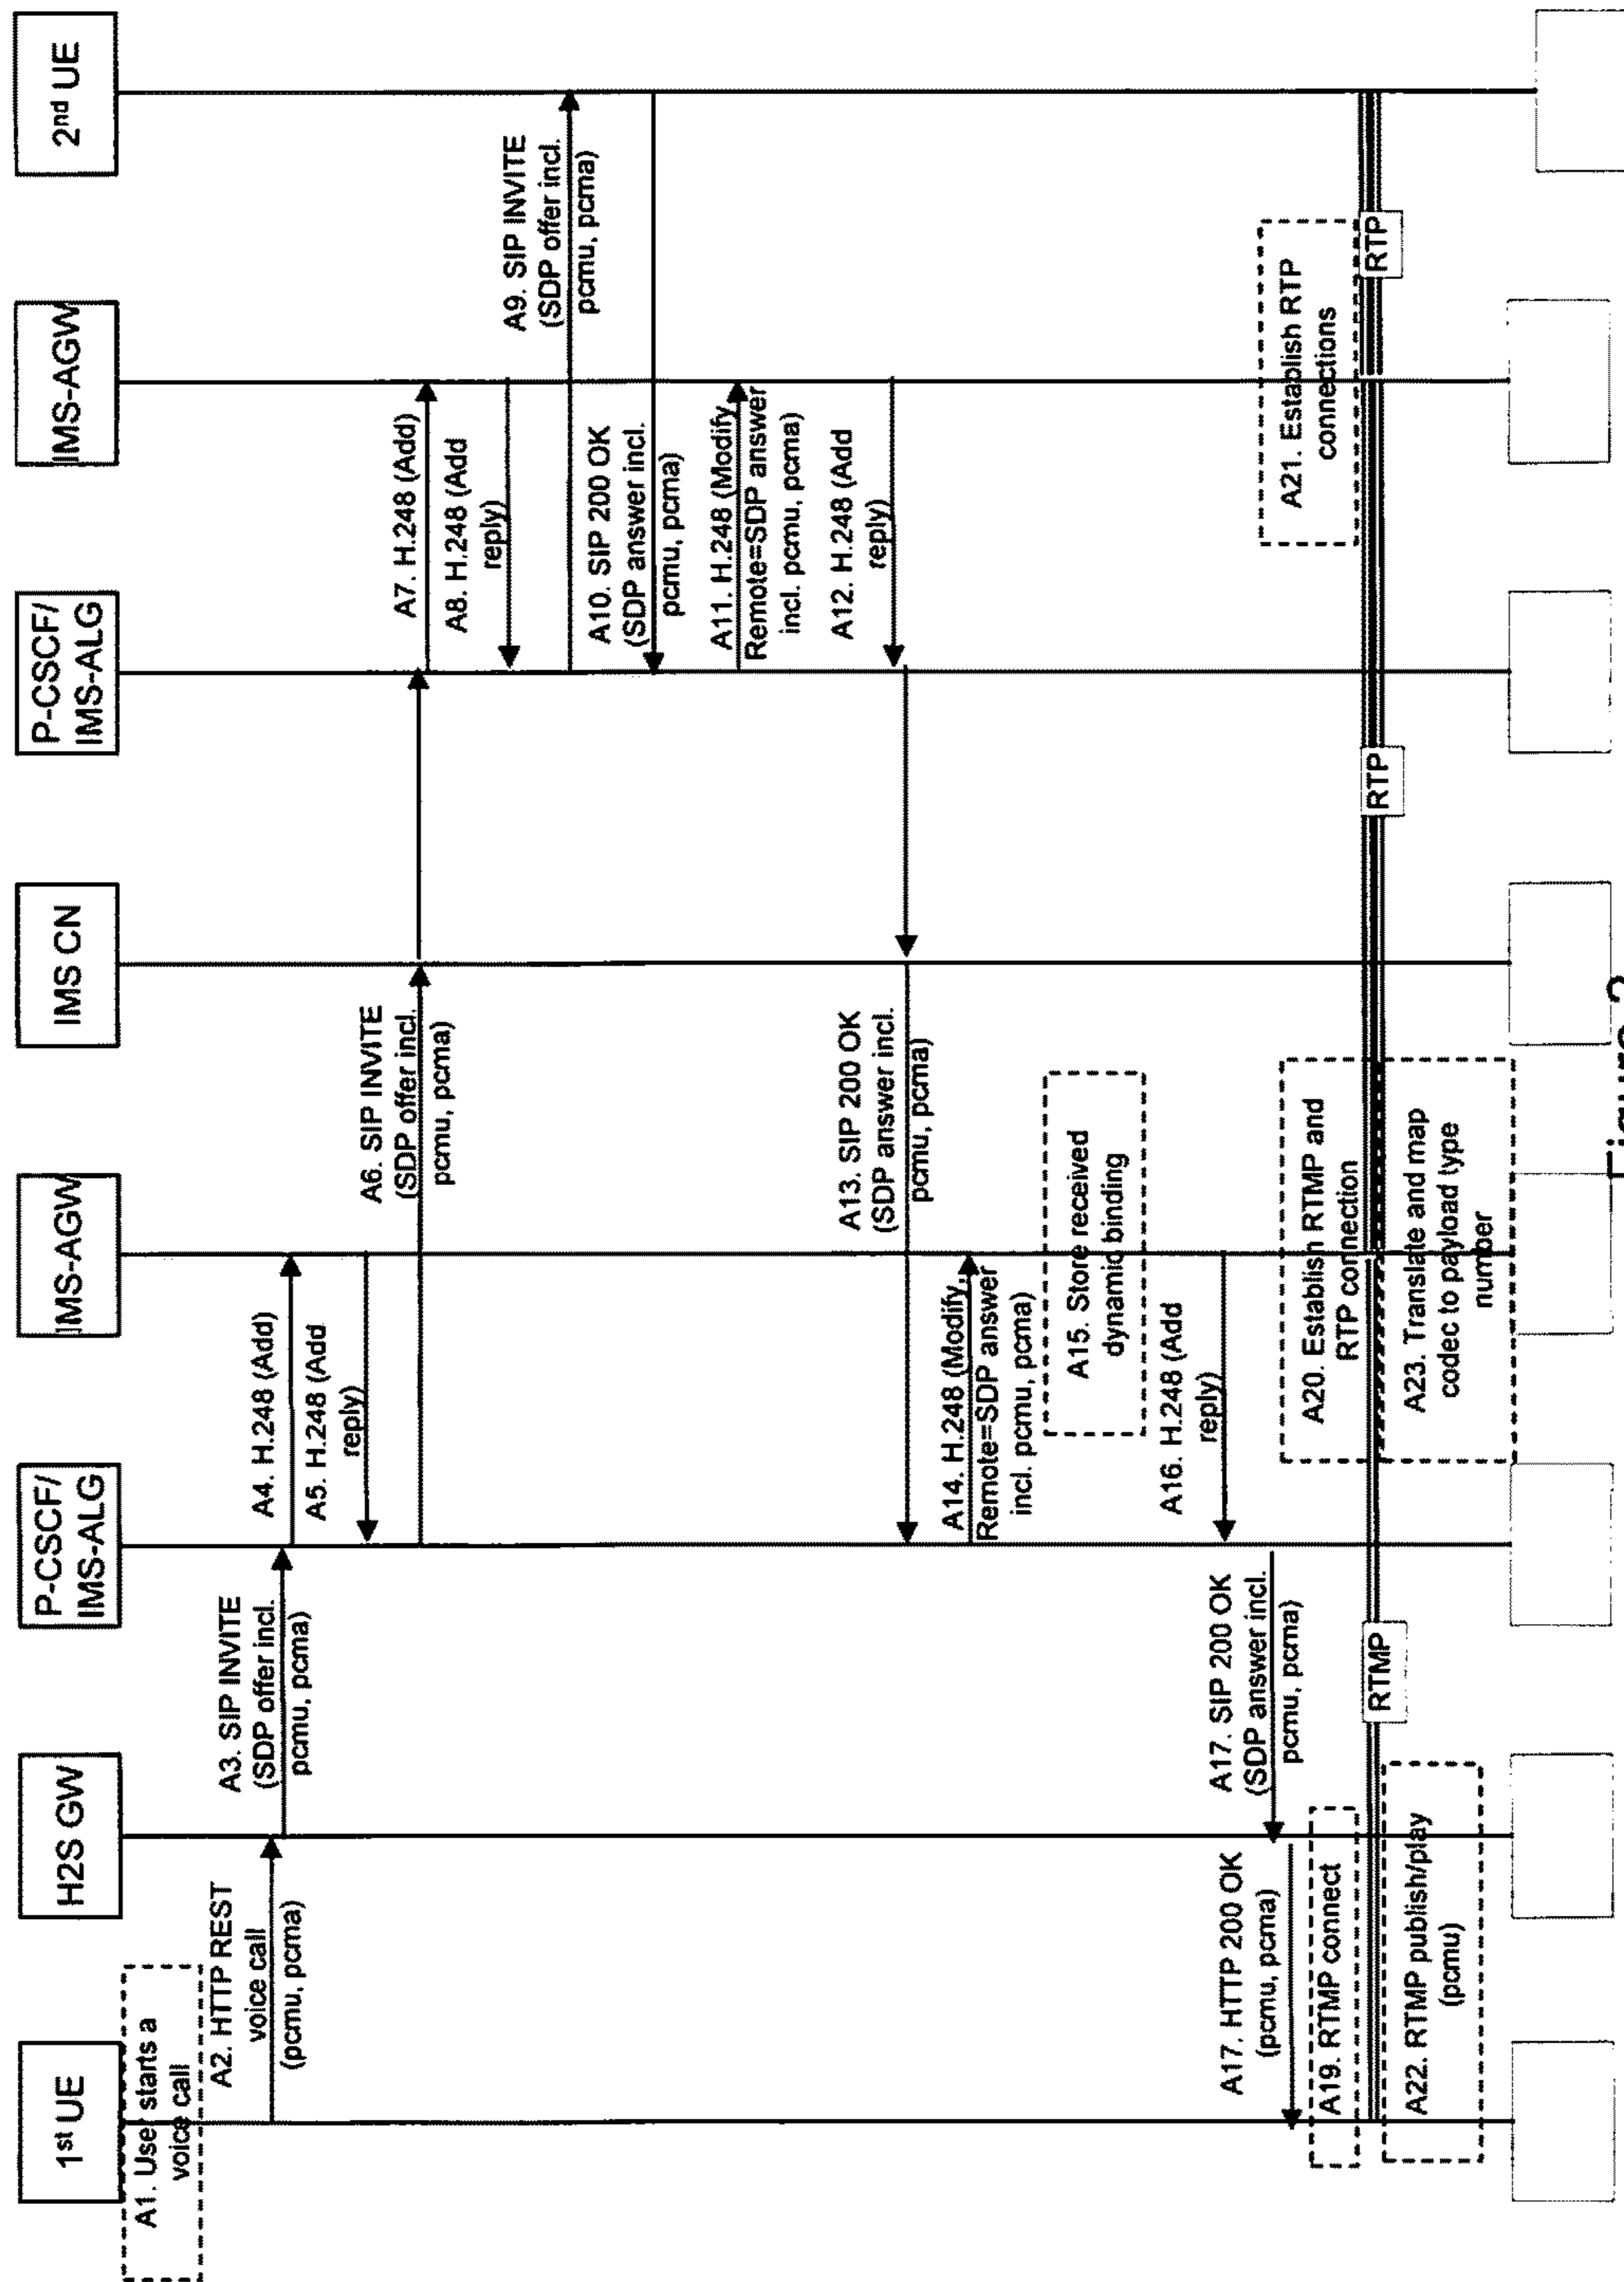 1st UE
H2S GW
P-CSCF/
IMS-ALG
IMS-AGW
IMS CN
P-CSCF/
IMS-ALG
IMS-AGW
2nd UE
A1. User starts a
voice call
A2. HTTP REST
voice call
(pcmu, pcma)
A3. SIP INVITE
(SDP offer incl.
pcmu, pcma)
A4. H.248 (Add)
A5. H.248 (Add
reply)
A6. SIP INVITE
(SDP offer incl.
pcmu, pcma)
A7. H.248 (Add)
A8. H.248 (Add
reply)
A9. SIP INVITE
(SDP offer incl.
pcmu, pcma)
A10. SIP 200 OK
(SDP answer incl.
pcmu, pcma)
A11. H.248 (Modify,
Remote=SDP answer
incl. pcmu, pcma)
A12. H.248 (Add
reply)
A13. SIP 200 OK
(SDP answer incl.
pcmu, pcma)
A14. H.248 (Modify,
Remote=SDP answer
incl. pcmu, pcma)
A15. Store received
dynamic binding
A16. H.248 (Add
reply)
A17. SIP 200 OK
(SDP answer incl.
pcmu, pcma)
A17. HTTP 200 OK
(pcmu, pcma)
A19. RTMP connect
A20. Establish RTMP and
RTP connection
A21. Establish RTP
connections
RTMP
RTP
RTP
A22. RTMP publish/play
(pcmu)
A23. Translate and map
codec to payload type
number
Figure